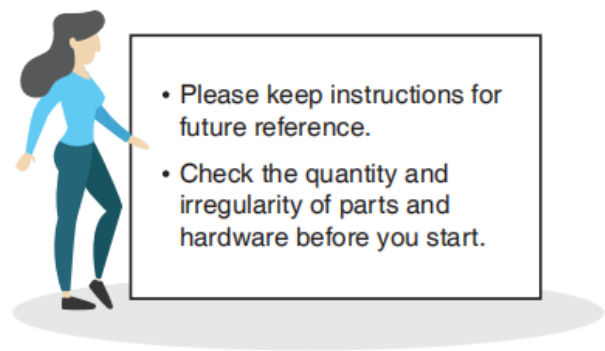 • Please keep instructions for
future reference.
• Check the quantity and
irregularity of parts and
hardware before you start.